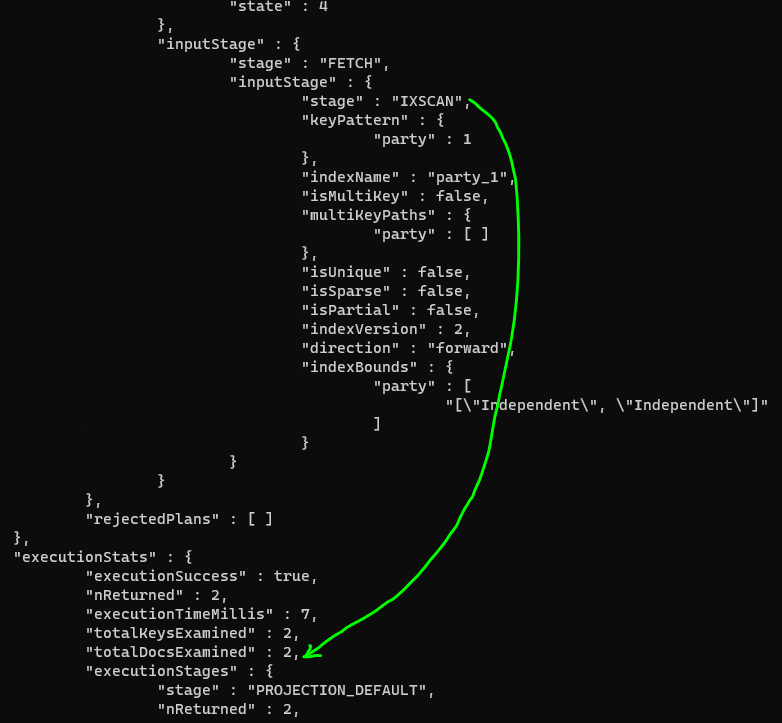 "state" : 4
},
"inputStage" : {
"stage" : "FETCH",
"inputStage" : {
"stage" : "IXSCAN",
"keyPattern" : {
"party" : 1
},
"indexName" : "party_1",
"isMultiKey" : false,
"multiKeyPaths" : {
"party" : [ ]
},
"isUnique" : false,
"isSparse" : false,
"isPartial" : false,
"indexVersion" : 2,
"direction" : "forward",
"indexBounds" : {
"party" : [
"[\"Independent\", \"Independent\"]"
]
}
}
}
},
"rejectedPlans" : [ ]
},
"executionStats" : {
"executionSuccess" : true,
"nReturned" : 2,
"executionTimeMillis" : 7,
"totalKeysExamined" : 2,
"totalDocsExamined" : 2,
"executionStages" : {
"stage" : "PROJECTION_DEFAULT",
"nReturned" : 2,